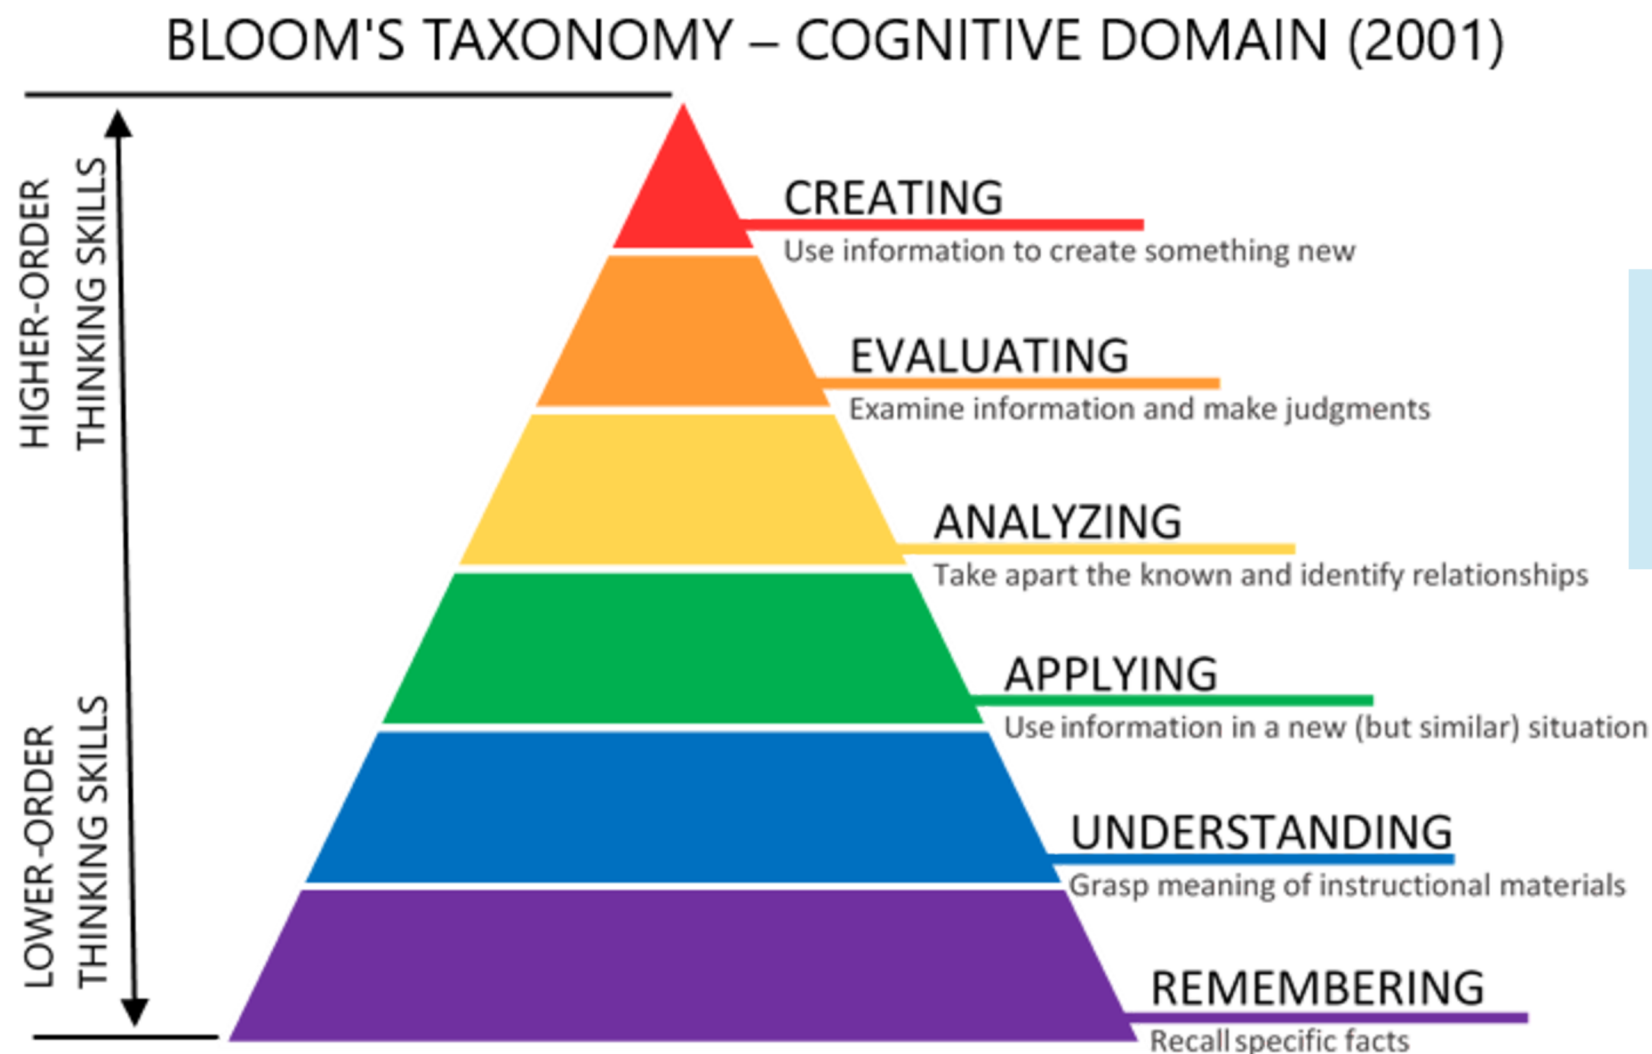 BLOOM'S TAXONOMY – COGNITIVE DOMAIN (2001)
HIGHER-ORDER
THINKING SKILLS
CREATING
Use information to create something new
EVALUATING
Examine information and make judgments
ANALYZING
Take apart the known and identify relationships
APPLYING
Use information in a new (but similar) situation
LOWER-ORDER
THINKING SKILLS
UNDERSTANDING
Grasp meaning of instructional materials
REMEMBERING
Recall specific facts